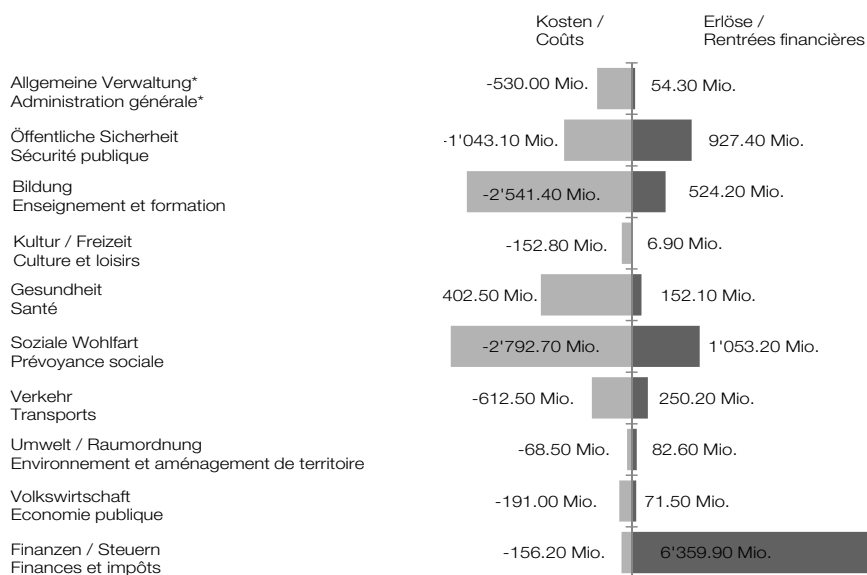 Kosten /
Coûts
Erlöse /
Rentrées financières
Allgemeine Verwaltung*
Administration générale*
-530.00 Mio.
54.30 Mio.
Öffentliche Sicherheit
Sécurité publique
-1'043.10 Mio.
927.40 Mio.
Bildung
Enseignement et formation
-2'541.40 Mio.
524.20 Mio.
Kultur / Freizeit
Culture et loisirs
-152.80 Mio.
6.90 Mio.
Gesundheit
Santé
402.50 Mio.
152.10 Mio.
Soziale Wohlfart
Prévoyance sociale
-2'792.70 Mio.
1'053.20 Mio.
Verkehr
Transports
-612.50 Mio.
250.20 Mio.
Umwelt / Raumordnung
Environnement et aménagement de territoire
-68.50 Mio.
82.60 Mio.
Volkswirtschaft
Economie publique
-191.00 Mio.
71.50 Mio.
Finanzen / Steuern
Finances et impôts
-156.20 Mio.
6'359.90 Mio.